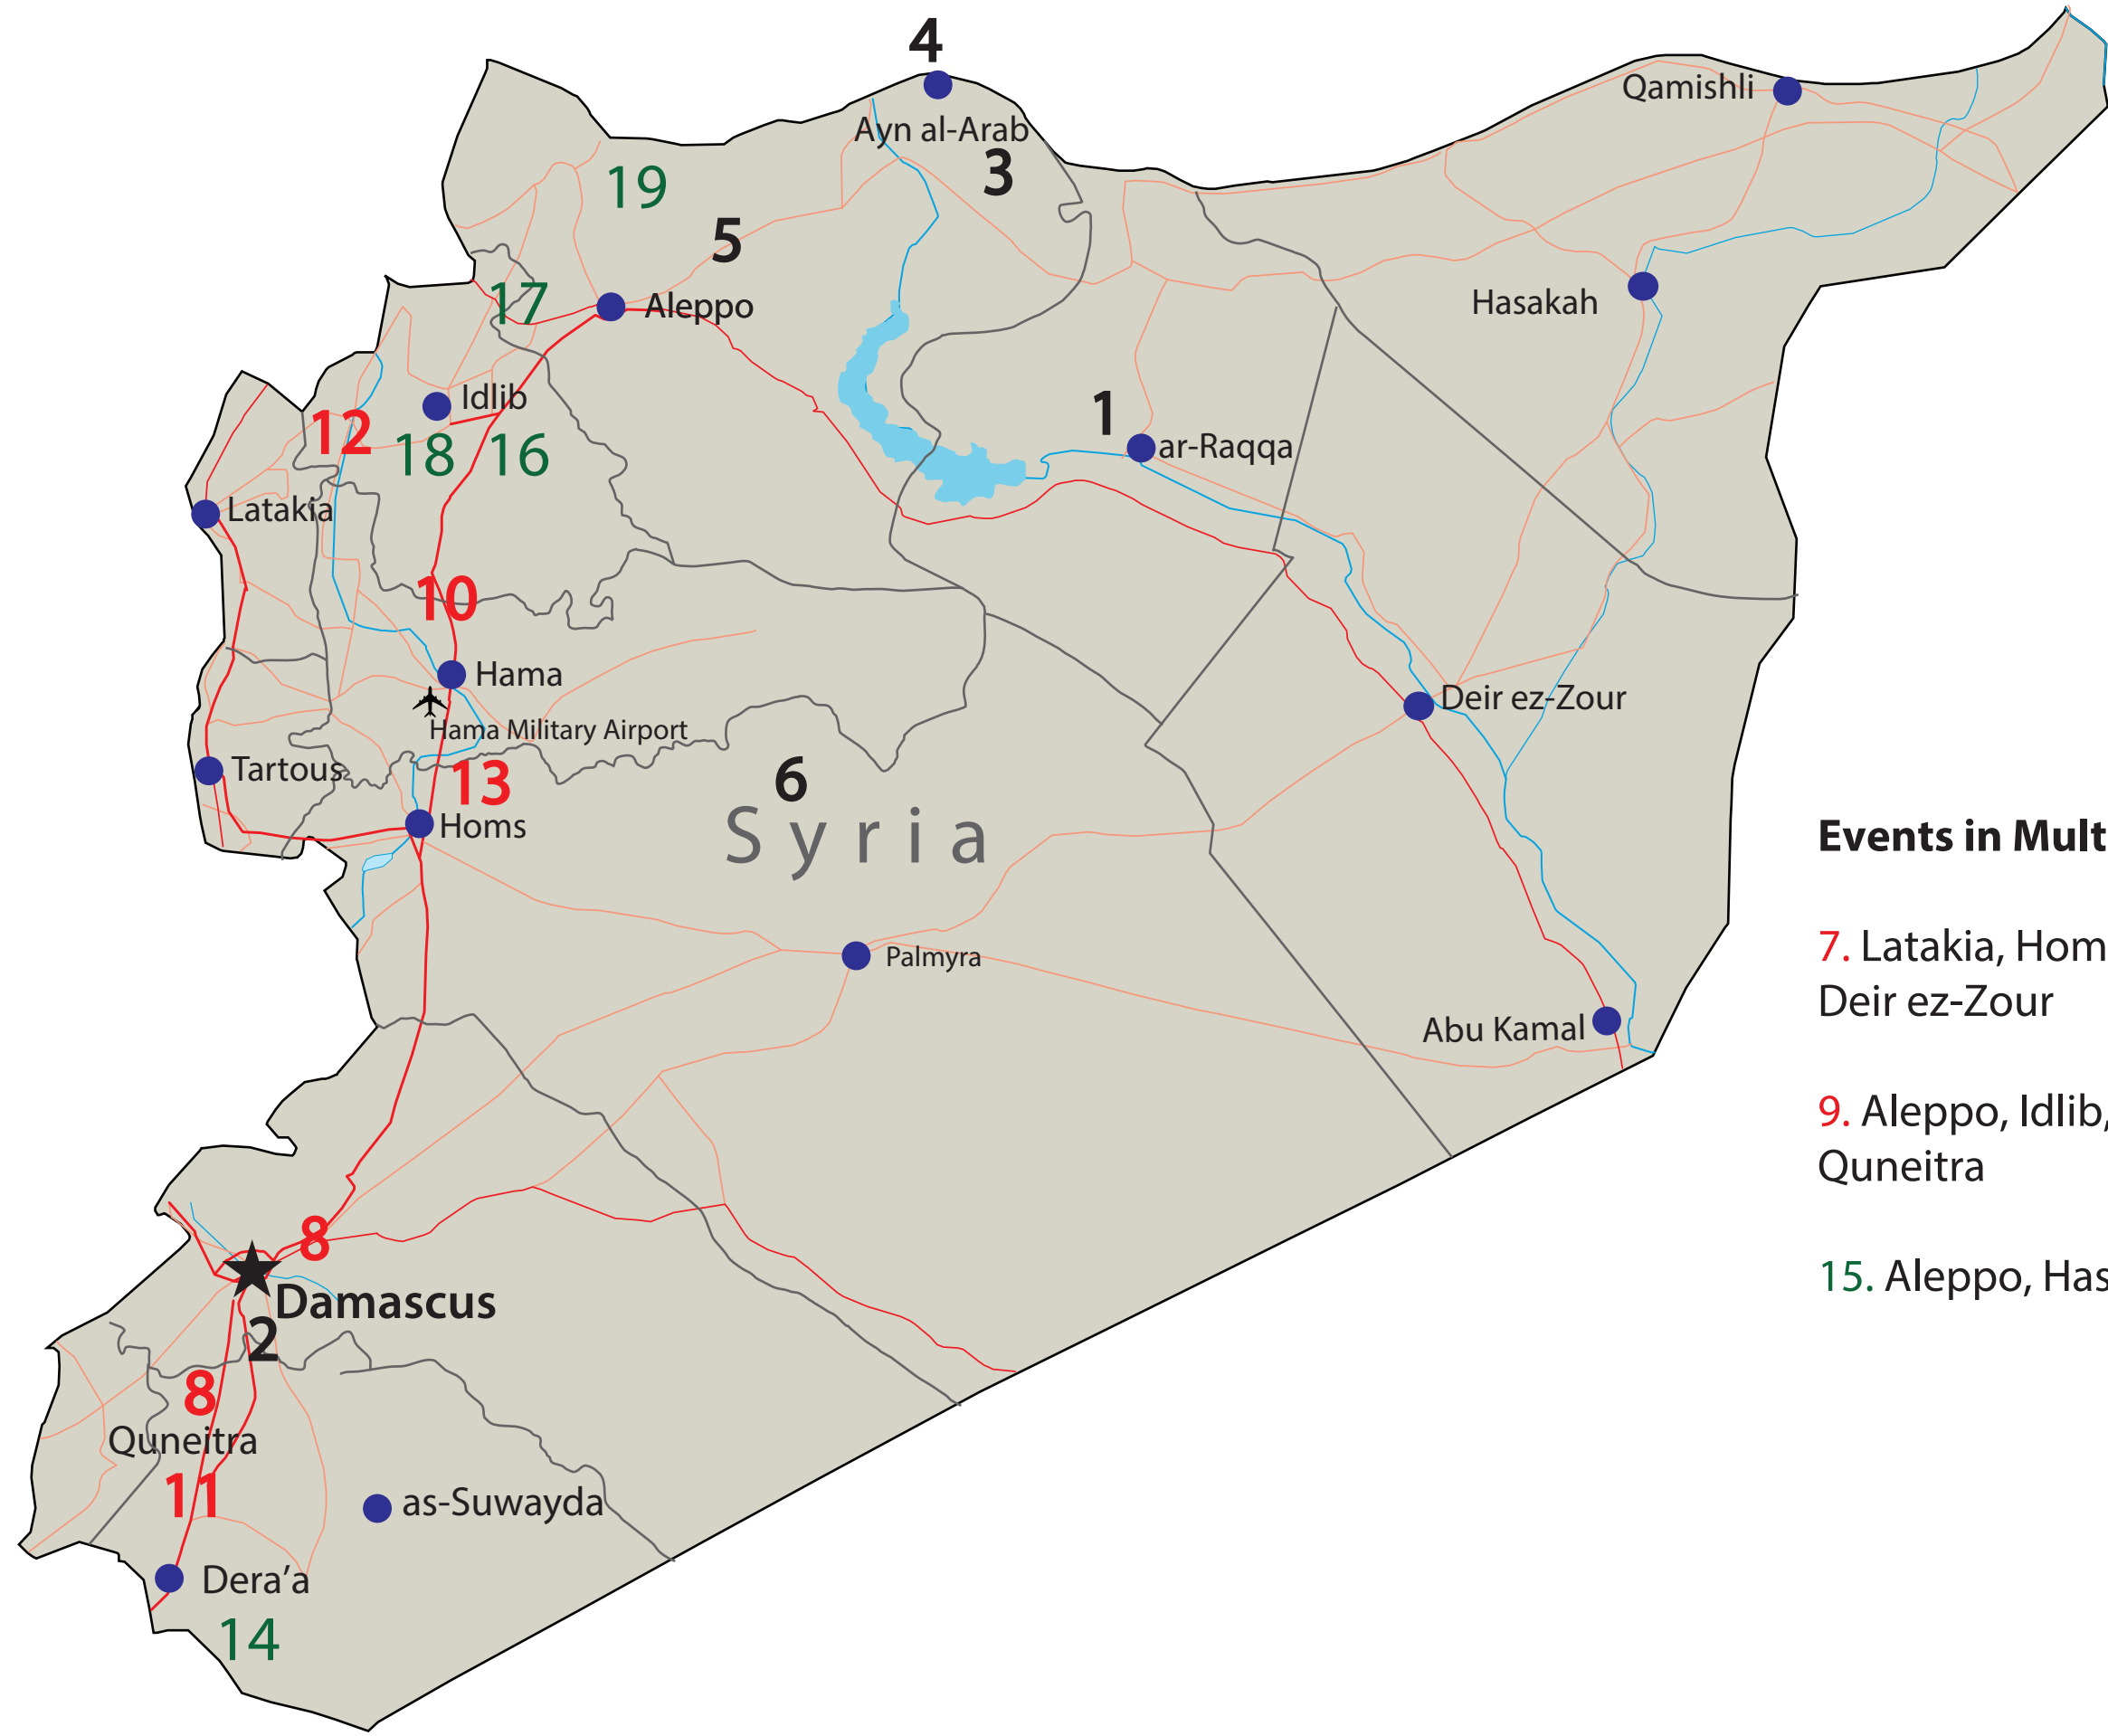 4
Qamishli
Ayn al-Arab
3
19
5
17
Aleppo
Hasakah
Idlib
12
1
18
16
ar-Raqqa
Latakia
10
Hama
Deir ez-Zour
Hama Military Airport
Tartous
13
6
Homs
Syria
Events in Mult
7. Latakia, Hom
Deir ez-Zour
Palmyra
Abu Kamal
9. Aleppo, Idlib,
Quneitra
8
15. Aleppo, Has
Damascus
2
8
Quneitra
11
as-Suwayda
Dera’a
14